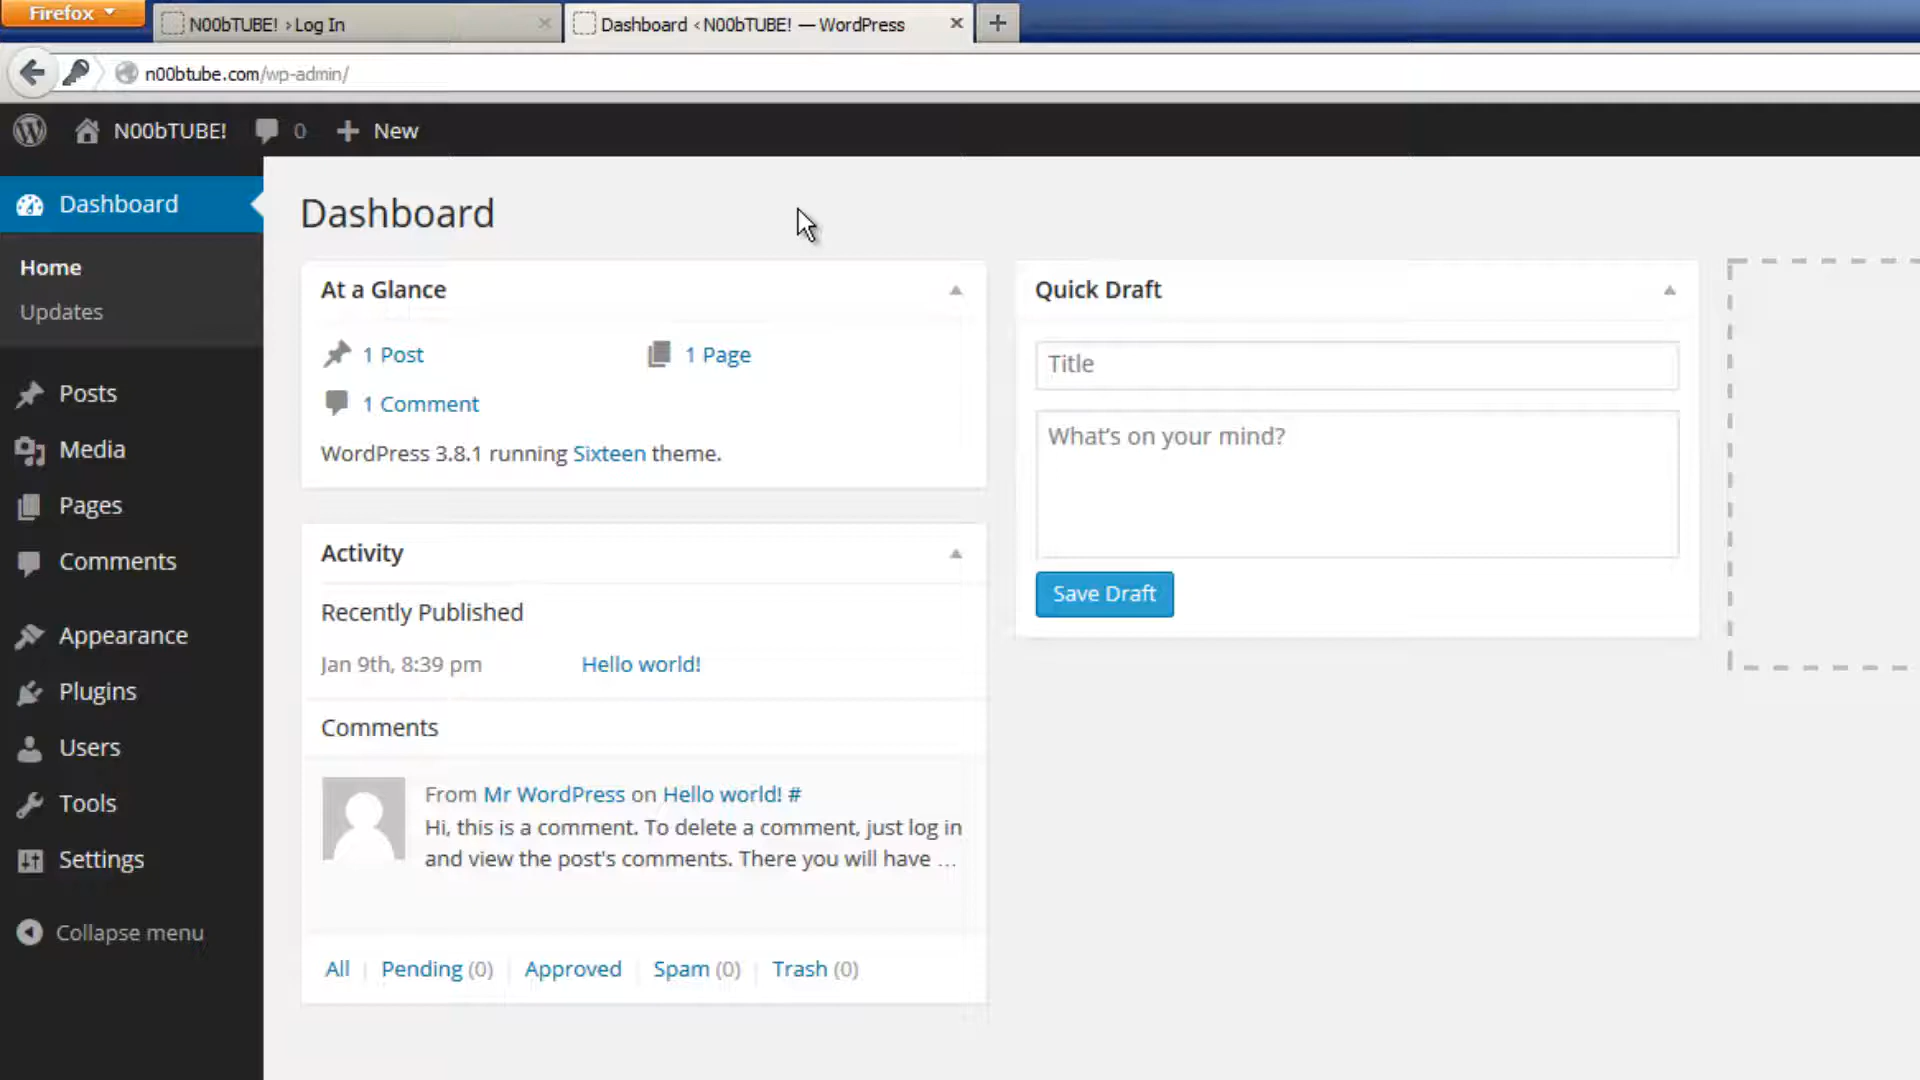 Firefox
N00bTUBE! › Log In
Dashboard ‹ N00bTUBE! — WordPress
n00btube.com/wp-admin/
N00bTUBE!
0
New
Dashboard
Home
Updates
Posts
Media
Pages
Comments
Appearance
Plugins
Users
Tools
Settings
Collapse menu
Dashboard
At a Glance
1 Post
1 Page
1 Comment
WordPress 3.8.1 running Sixteen theme.
Activity
Recently Published
Jan 9th, 8:39 pm
Hello world!
Comments
From Mr WordPress on Hello world! #
Hi, this is a comment. To delete a comment, just log in
and view the post's comments. There you will have …
All | Pending (0) | Approved | Spam (0) | Trash (0)
Quick Draft
Title
What's on your mind?
Save Draft